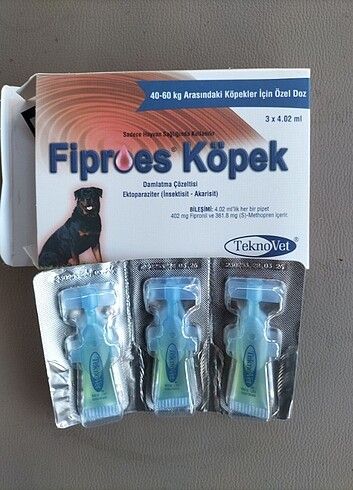 40-60 kg Arasındaki Köpekler İçin Özel Doz
3 x 4.02 ml
Sadece Hayvan Sağlığında Kullanılır
Fiproes® Köpek
Damlatma Çözeltisi
Ektoparaziter (İnsektisit - Akarisit)
BİLEŞİMİ: 4.02 ml'lik her bir pipet
402 mg Fipronil ve 361,8 mg (S)-Methopren içerir.
TeknoVet®